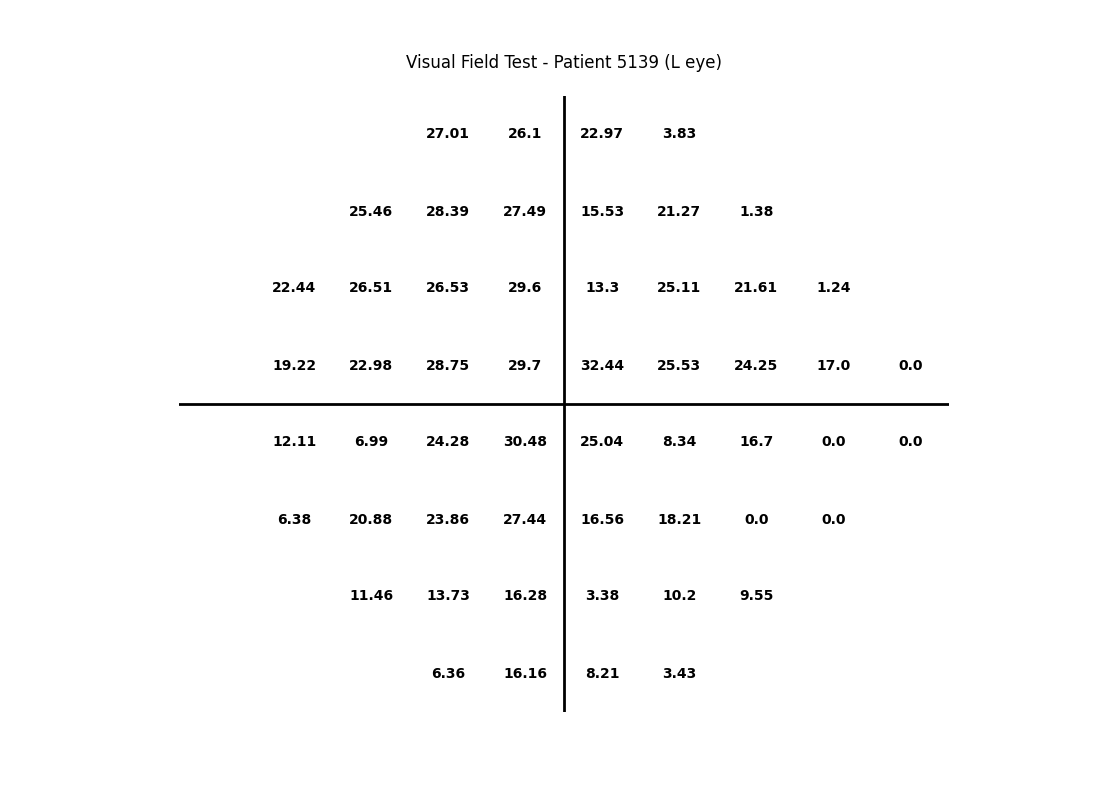 Visual Field Test - Patient 5139 (L eye)
27.01 26.1 22.97 3.83
25.46 28.39 27.49 15.53 21.27 1.38
22.44 26.51 26.53 29.6 13.3 25.11 21.61 1.24
19.22 22.98 28.75 29.7 32.44 25.53 24.25 17.0 0.0
12.11 6.99 24.28 30.48 25.04 8.34 16.7 0.0 0.0
6.38 20.88 23.86 27.44 16.56 18.21 0.0 0.0
11.46 13.73 16.28 3.38 10.2 9.55
6.36 16.16 8.21 3.43